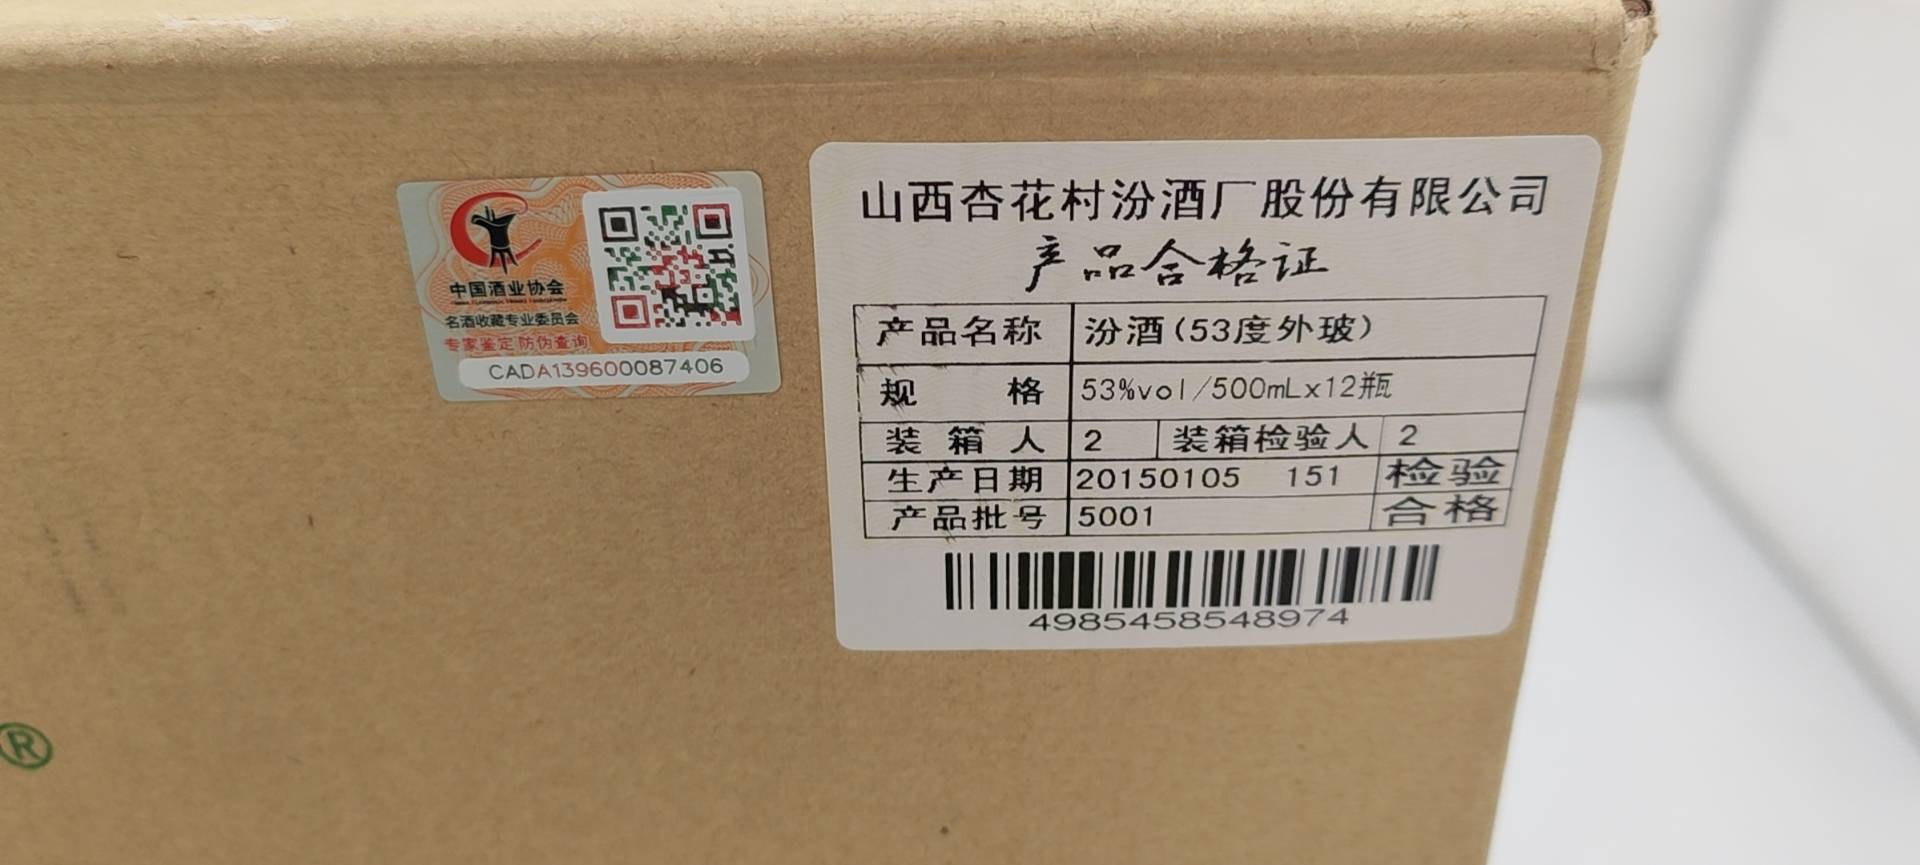 中国酒业协会
名酒收藏专业委员会
专家鉴定 防伪查询
CADA139600087406
山西杏花村汾酒厂股份有限公司
产品合格证
产品名称 汾酒(53度外玻)
规 格 53%vol/500mLx12瓶
装箱人 2 装箱检验人 2
生产日期 20150105 151 检验
产品批号 5001 合格
4985458548974
®